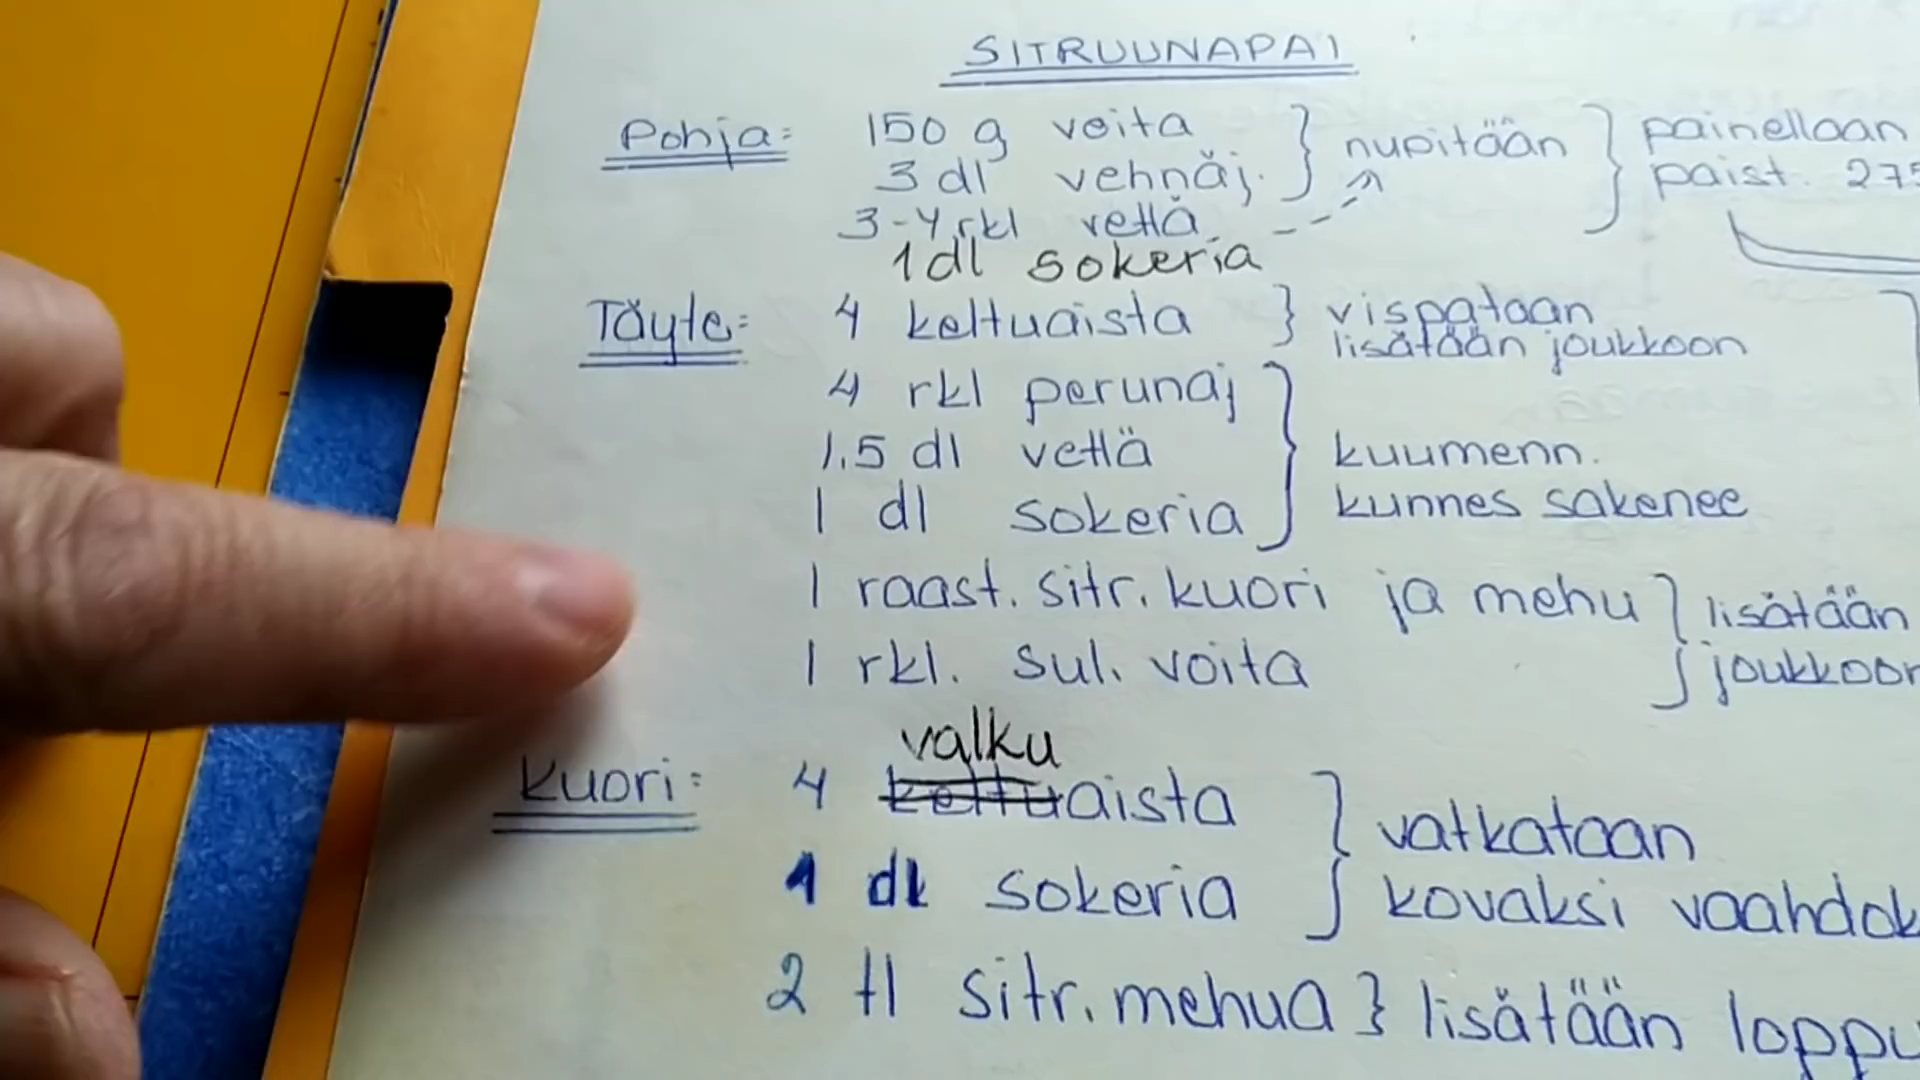 SITRUUNAPAI
Pohja: 150 g voita } nupitään } painellaan
3 dl vehnäj. paist. 275
3-4 rkl vettä
1 dl sokeria
Täyte: 4 keltuaista } vispataan
lisätään joukkoon
4 rkl perunaj
1.5 dl vettä } kuumenn.
1 dl sokeria kunnes sakenee
1 raast. sitr. kuori ja mehu } lisätään
1 rkl. sul. voita joukkoon
valku
Kuori: 4 keltuaista } vatkataan
1 dl sokeria kovaksi vaahdok
2 tl sitr. mehua } lisätään loppu